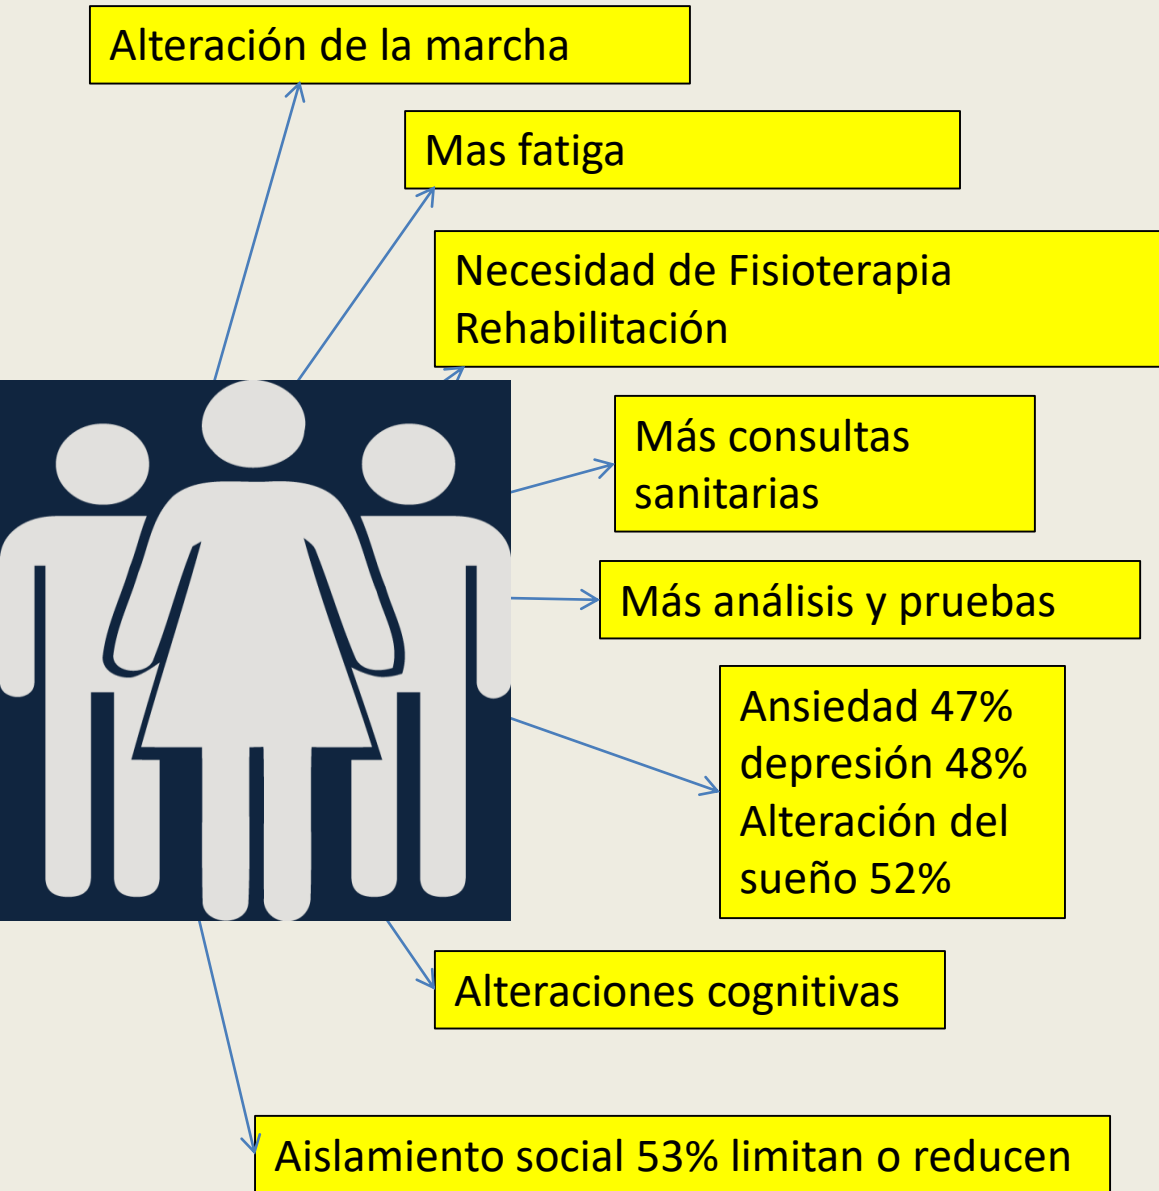 Alteración de la marcha
Mas fatiga
Necesidad de Fisioterapia
Rehabilitación
Más consultas
sanitarias
Más análisis y pruebas
Ansiedad 47%
depresión 48%
Alteración del
sueño 52%
Alteraciones cognitivas
Aislamiento social 53% limitan o reducen